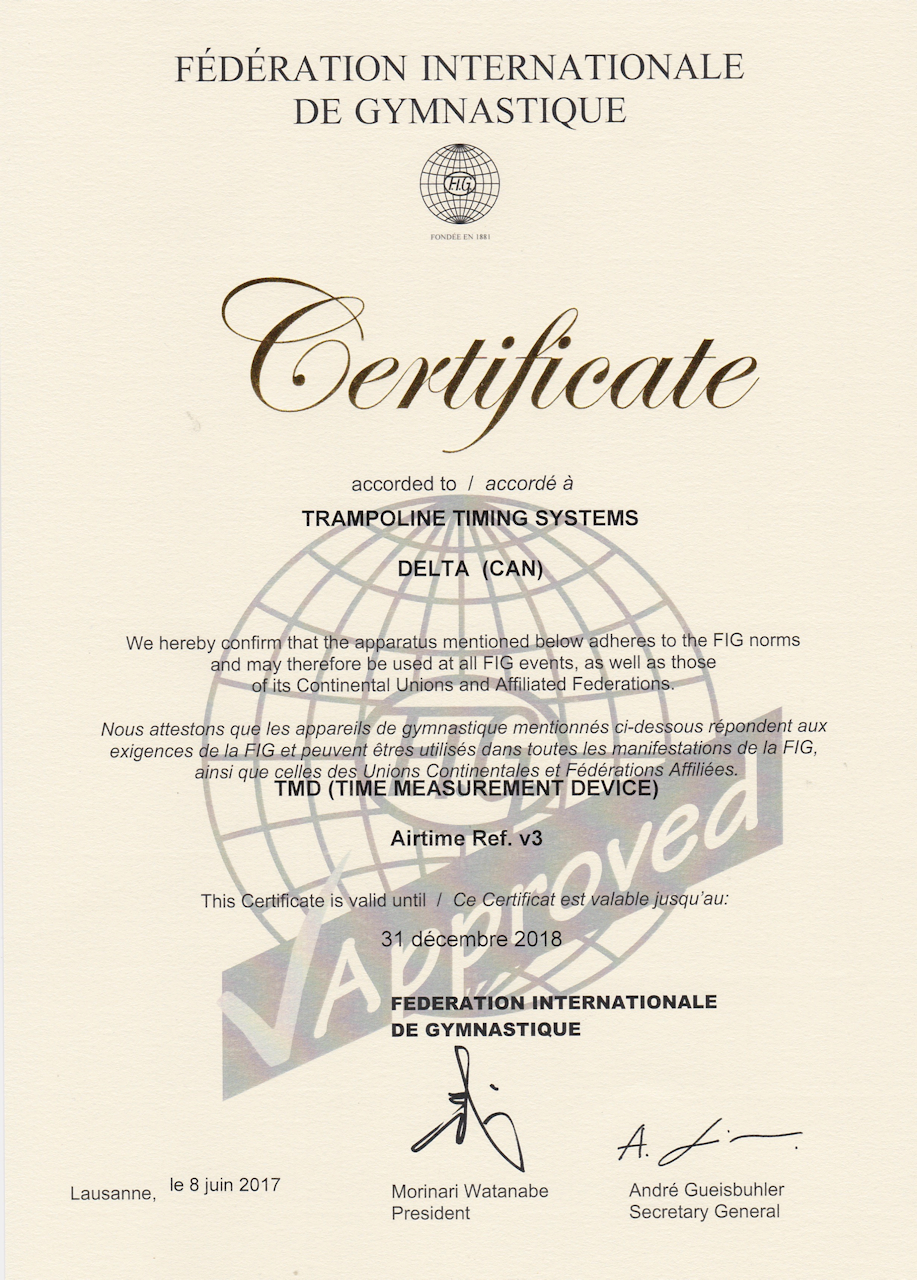 FÉDÉRATION INTERNATIONALE
DE GYMNASTIQUE
F.I.G.
FONDÉE EN 1881
Certificate
accorded to / accordé à
TRAMPOLINE TIMING SYSTEMS
DELTA (CAN)
We hereby confirm that the apparatus mentioned below adheres to the FIG norms
and may therefore be used at all FIG events, as well as those
of its Continental Unions and Affiliated Federations.
Nous attestons que les appareils de gymnastique mentionnés ci-dessous répondent aux
exigences de la FIG et peuvent êtres utilisés dans toutes les manifestations de la FIG,
ainsi que celles des Unions Continentales et Fédérations Affiliées.
FIG
TMD (TIME MEASUREMENT DEVICE)
Airtime Ref. v3
Approved
This Certificate is valid until / Ce Certificat est valable jusqu'au:
31 décembre 2018
FEDERATION INTERNATIONALE
DE GYMNASTIQUE
Lausanne, le 8 juin 2017
Morinari Watanabe
President
André Gueisbuhler
Secretary General